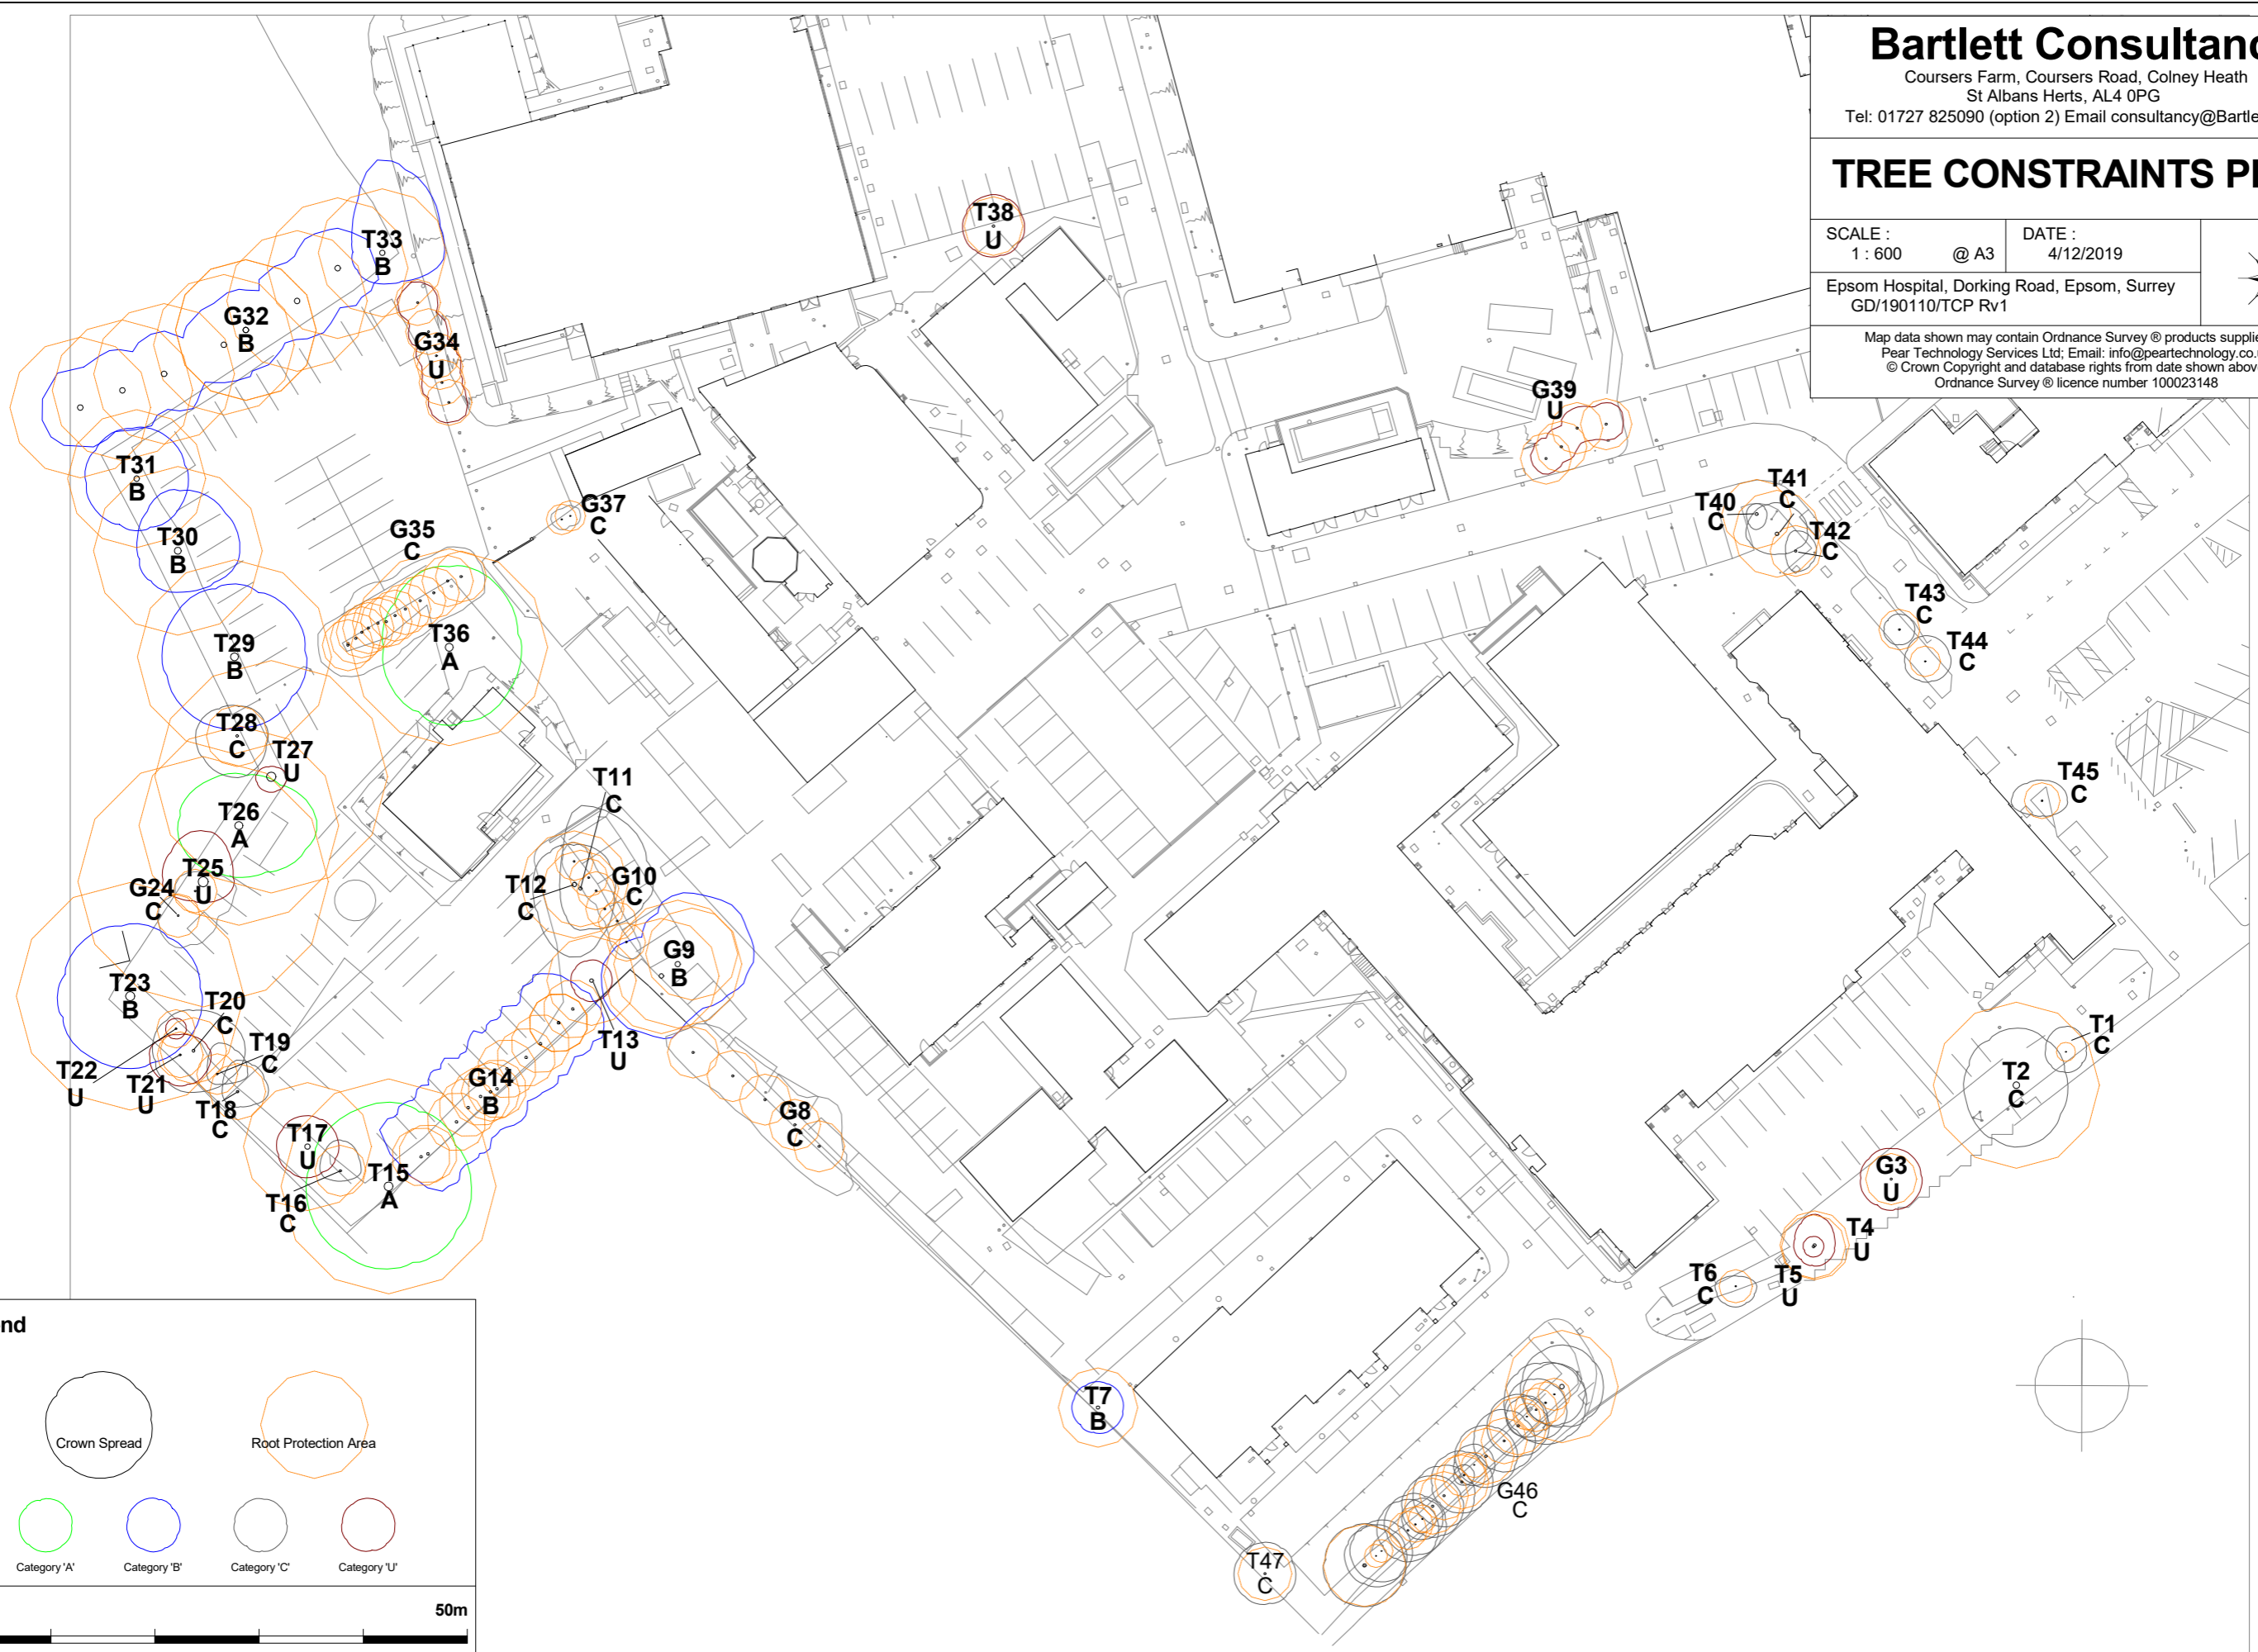 Bartlett Consultanc
Coursers Farm, Coursers Road, Colney Heath
St Albans Herts, AL4 0PG
Tel: 01727 825090 (option 2) Email consultancy@Bartle
TREE CONSTRAINTS PL
SCALE :
1 : 600 @ A3
DATE :
4/12/2019
Epsom Hospital, Dorking Road, Epsom, Surrey
GD/190110/TCP Rv1
Map data shown may contain Ordnance Survey ® products supplie
Pear Technology Services Ltd; Email: info@peartechnology.co.u
© Crown Copyright and database rights from date shown above
Ordnance Survey ® licence number 100023148
T38
U
T33
B
G32
B
G34
U
G39
U
T31
B
T30
B
G35
C
G37
C
T40
C
T41
C
T42
C
T43
C
T44
C
T29
B
T36
A
T28
C
T27
U
T26
A
T11
C
T45
C
T25
U
G24
C
T12
C
G10
C
G9
B
T23
B
T20
C
T19
C
T13
U
T22
U
T21
U
T18
C
G14
B
G8
C
T1
C
T2
C
T17
U
T16
C
T15
A
G3
U
T4
U
T5
U
T6
C
T7
B
G46
C
T47
C
nd
Crown Spread
Root Protection Area
Category 'A'
Category 'B'
Category 'C'
Category 'U'
50m